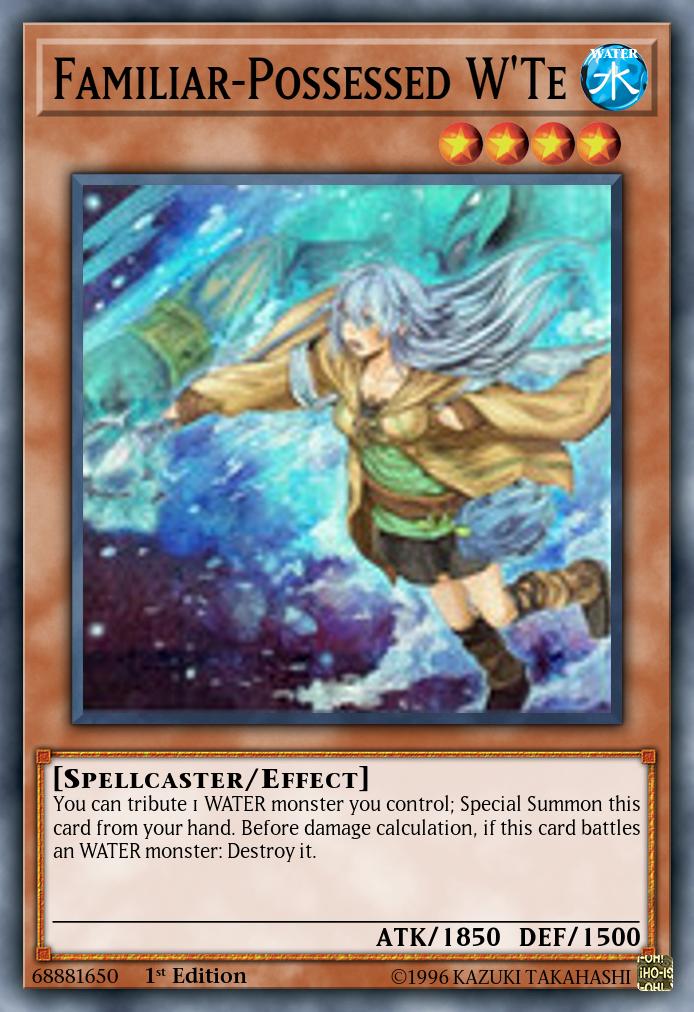 FAMILIAR-POSSESSED W'TE
WATER
水
[SPELLCASTER/EFFECT]
You can tribute 1 WATER monster you control; Special Summon this
card from your hand. Before damage calculation, if this card battles
an WATER monster: Destroy it.
ATK/1850 DEF/1500
68881650 1st Edition ©1996 KAZUKI TAKAHASHI